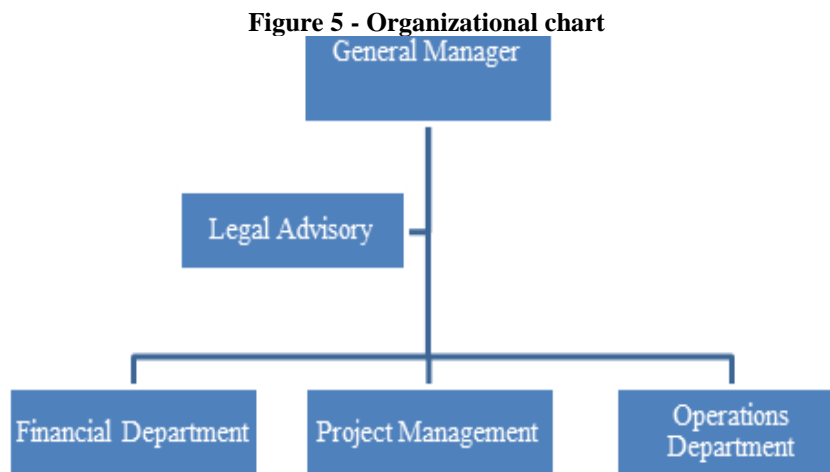 Figure 5 - Organizational chart
General Manager
Legal Advisory
Financial Department
Project Management
Operations
Department